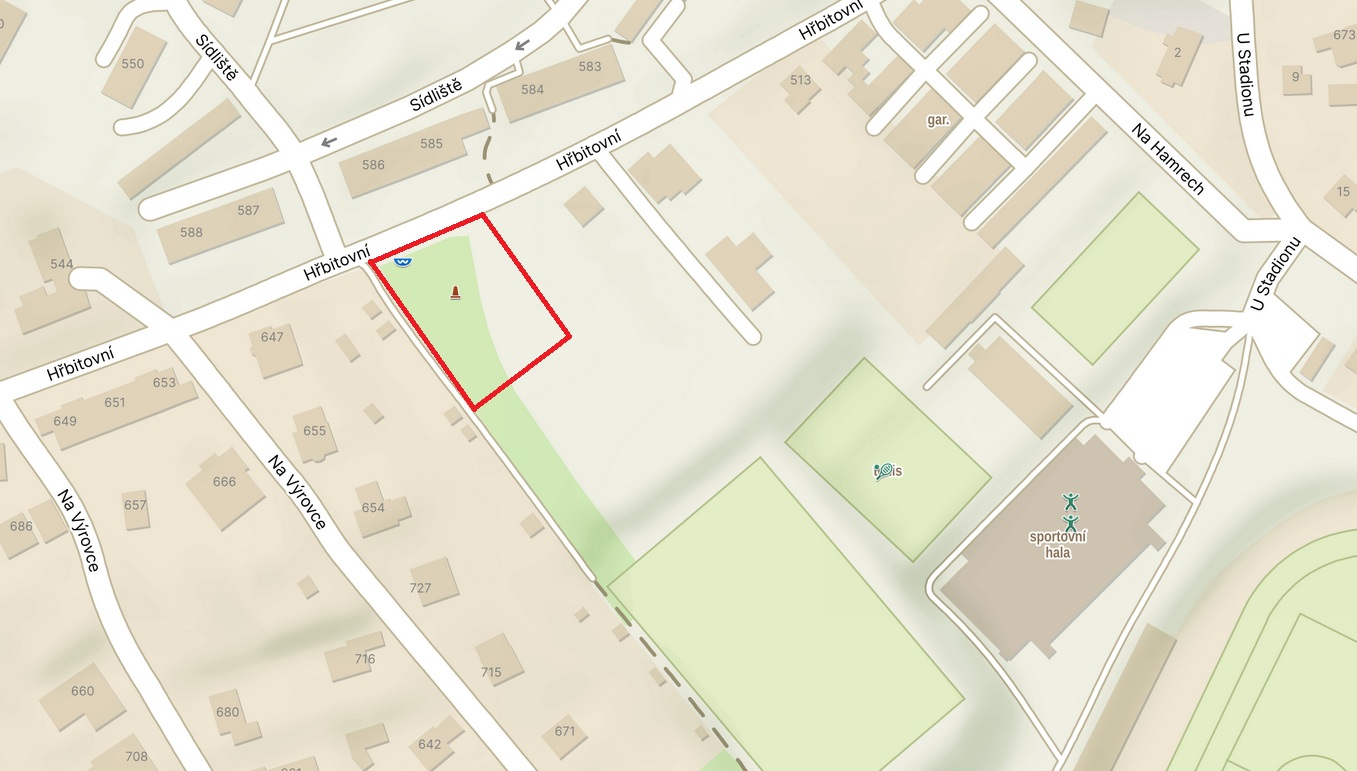 Hřbitovní
673
U Stadionu
2
9
Sídliště
550
583
584
513
Sídliště
gar.
Na Hamrech
585
586
Hřbitovní
587
588
15
544
Hřbitovní
U Stadionu
647
Hřbitovní
653
651
649
655
666
Na Výrovce
657
654
686
Na Výrovce
sportovní
hala
727
716
715
660
680
671
642
708